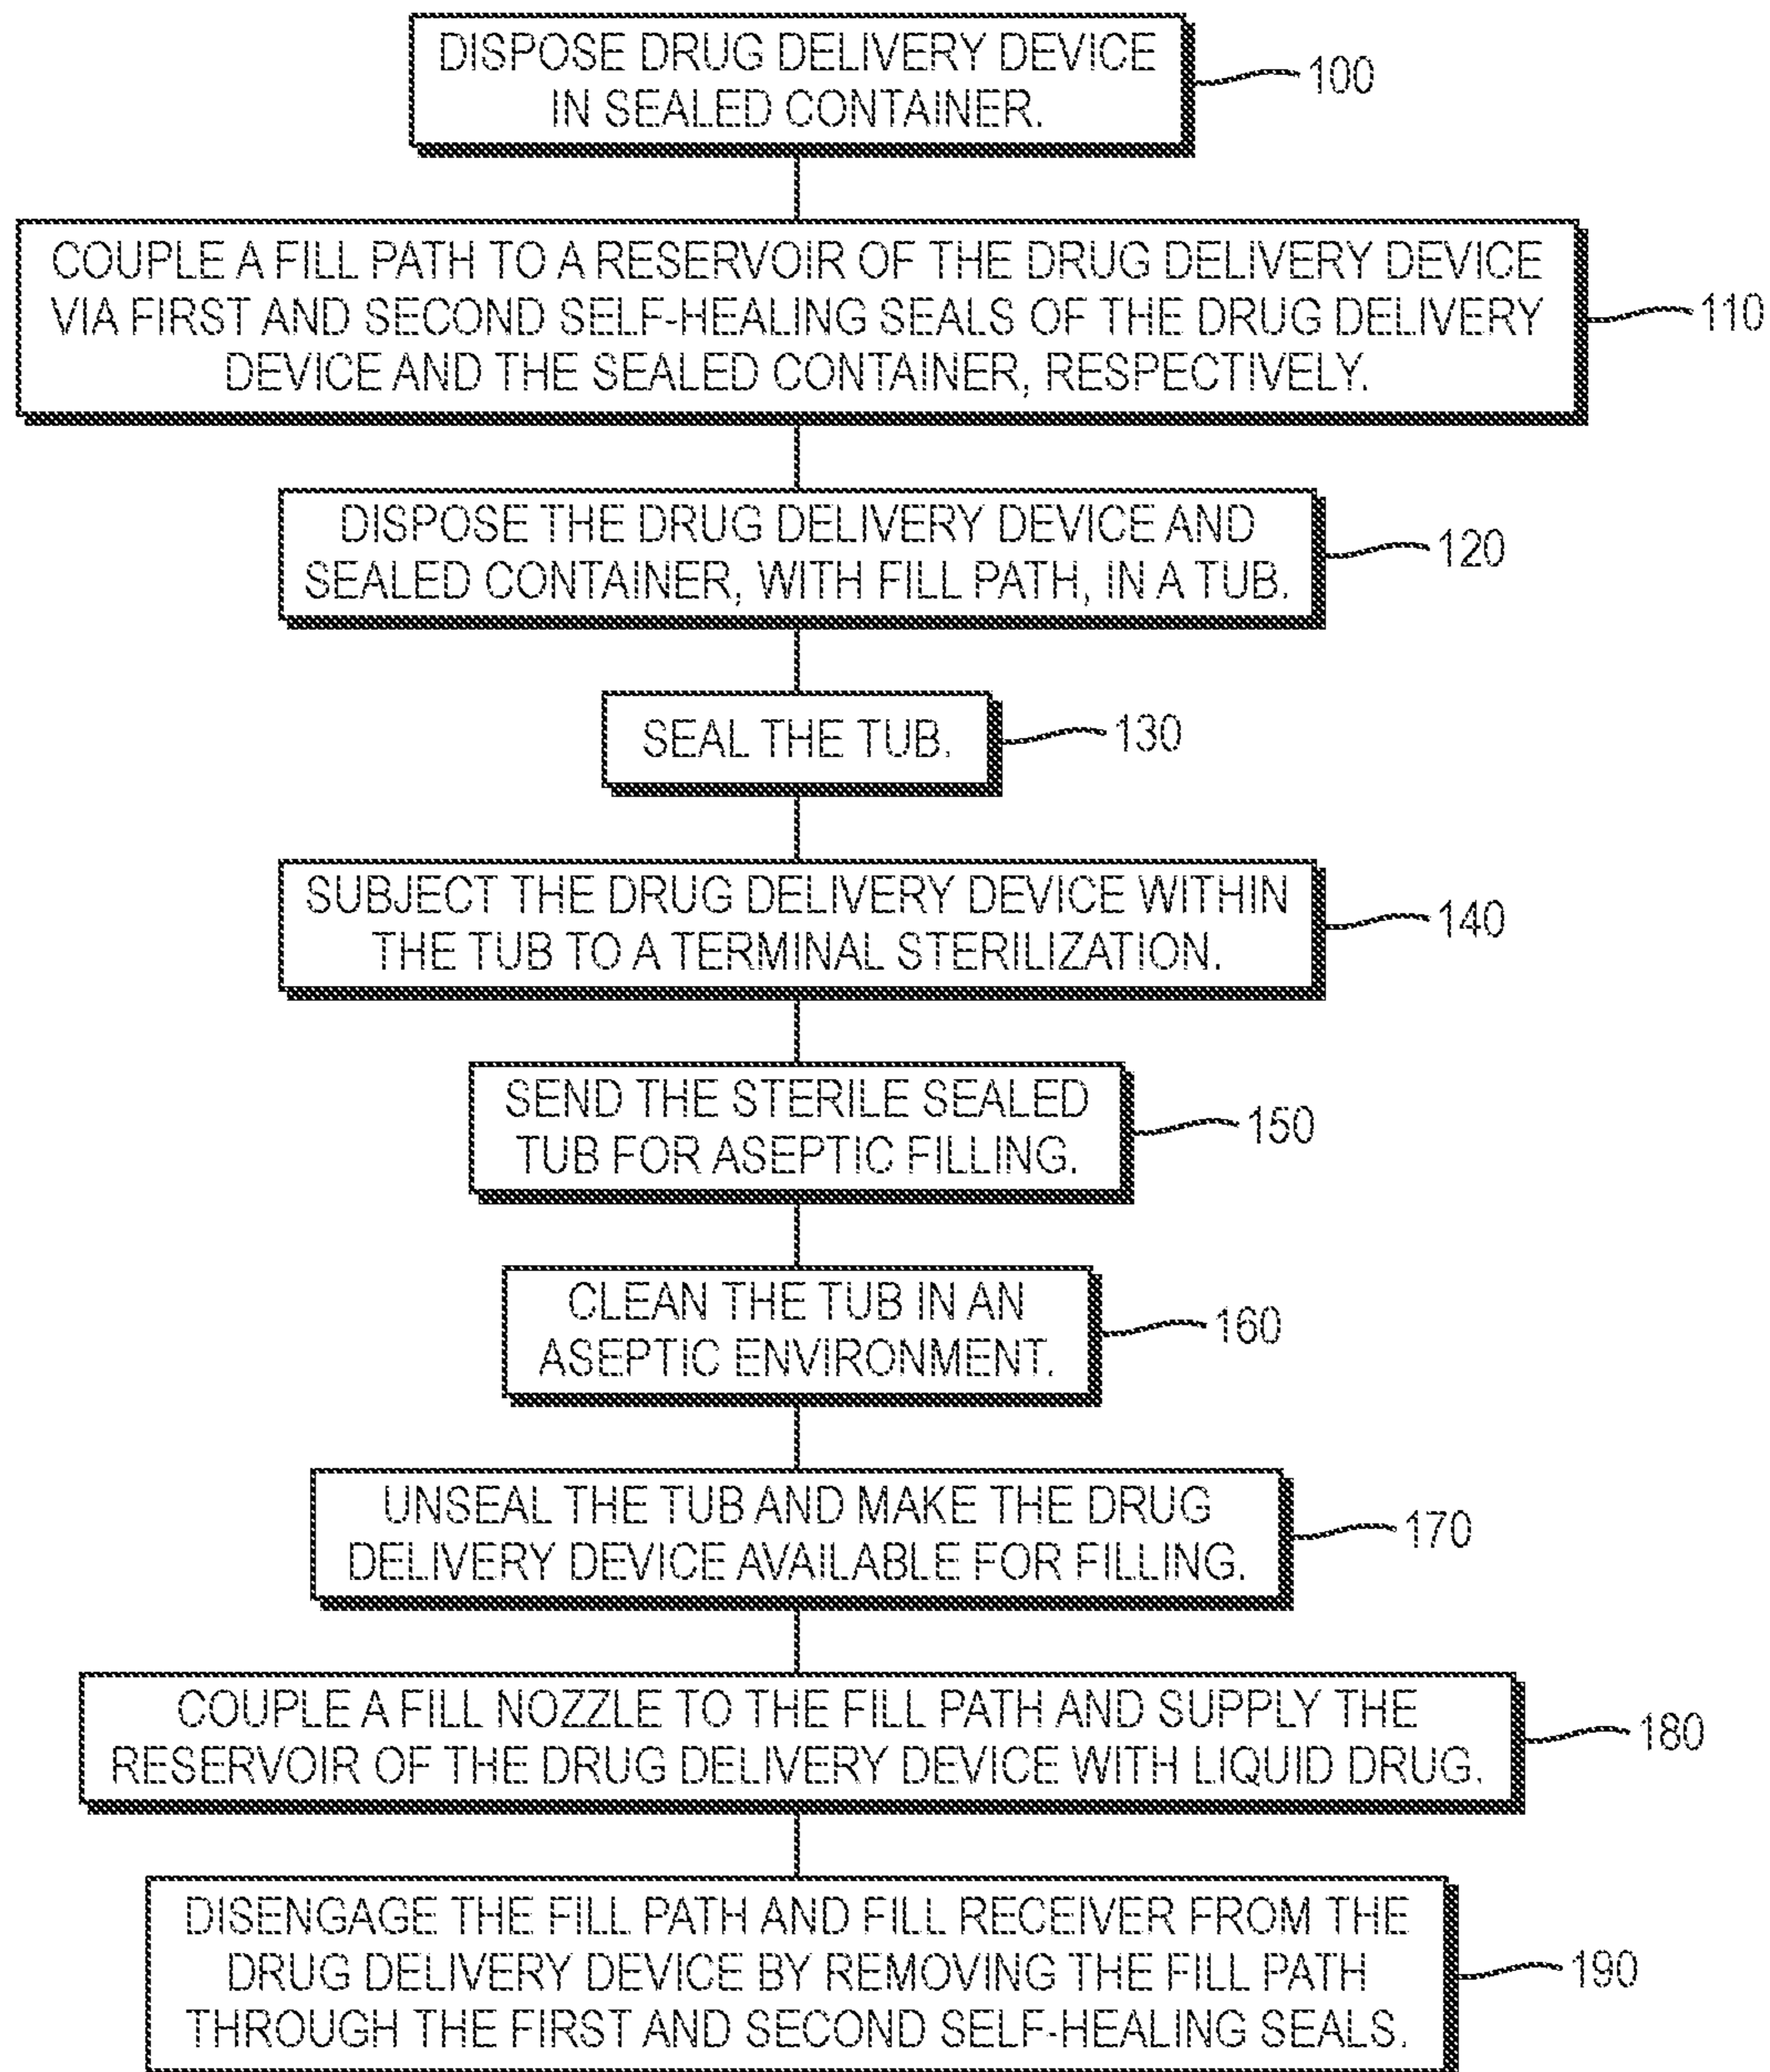 DISPOSE DRUG DELIVERY DEVICE
IN SEALED CONTAINER.
100
COUPLE A FILL PATH TO A RESERVOIR OF THE DRUG DELIVERY DEVICE
VIA FIRST AND SECOND SELF-HEALING SEALS OF THE DRUG DELIVERY
DEVICE AND THE SEALED CONTAINER, RESPECTIVELY.
110
DISPOSE THE DRUG DELIVERY DEVICE AND
SEALED CONTAINER, WITH FILL PATH, IN A TUB.
120
SEAL THE TUB.
130
SUBJECT THE DRUG DELIVERY DEVICE WITHIN
THE TUB TO A TERMINAL STERILIZATION.
140
SEND THE STERILE SEALED
TUB FOR ASEPTIC FILLING.
150
CLEAN THE TUB IN AN
ASEPTIC ENVIRONMENT.
160
UNSEAL THE TUB AND MAKE THE DRUG
DELIVERY DEVICE AVAILABLE FOR FILLING.
170
COUPLE A FILL NOZZLE TO THE FILL PATH AND SUPPLY THE
RESERVOIR OF THE DRUG DELIVERY DEVICE WITH LIQUID DRUG.
180
DISENGAGE THE FILL PATH AND FILL RECEIVER FROM THE
DRUG DELIVERY DEVICE BY REMOVING THE FILL PATH
THROUGH THE FIRST AND SECOND SELF-HEALING SEALS.
190